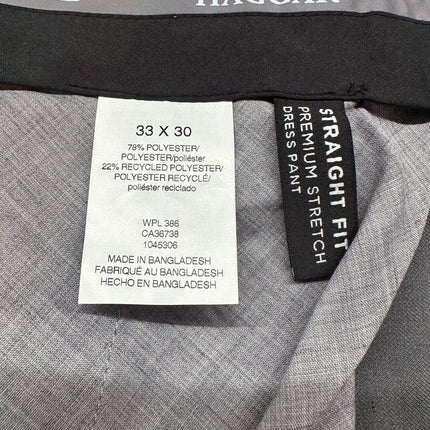 HAGGAR
33 X 30
78% POLYESTER/
POLYESTER/poliéster
22% RECYCLED POLYESTER/
POLYESTER RECYCLÉ/
poliéster reciclado
WPL 386
CA36738
1045306
MADE IN BANGLADESH
FABRIQUÉ AU BANGLADESH
HECHO EN BANGLADESH
STRAIGHT FIT
PREMIUM STRETCH
DRESS PANT